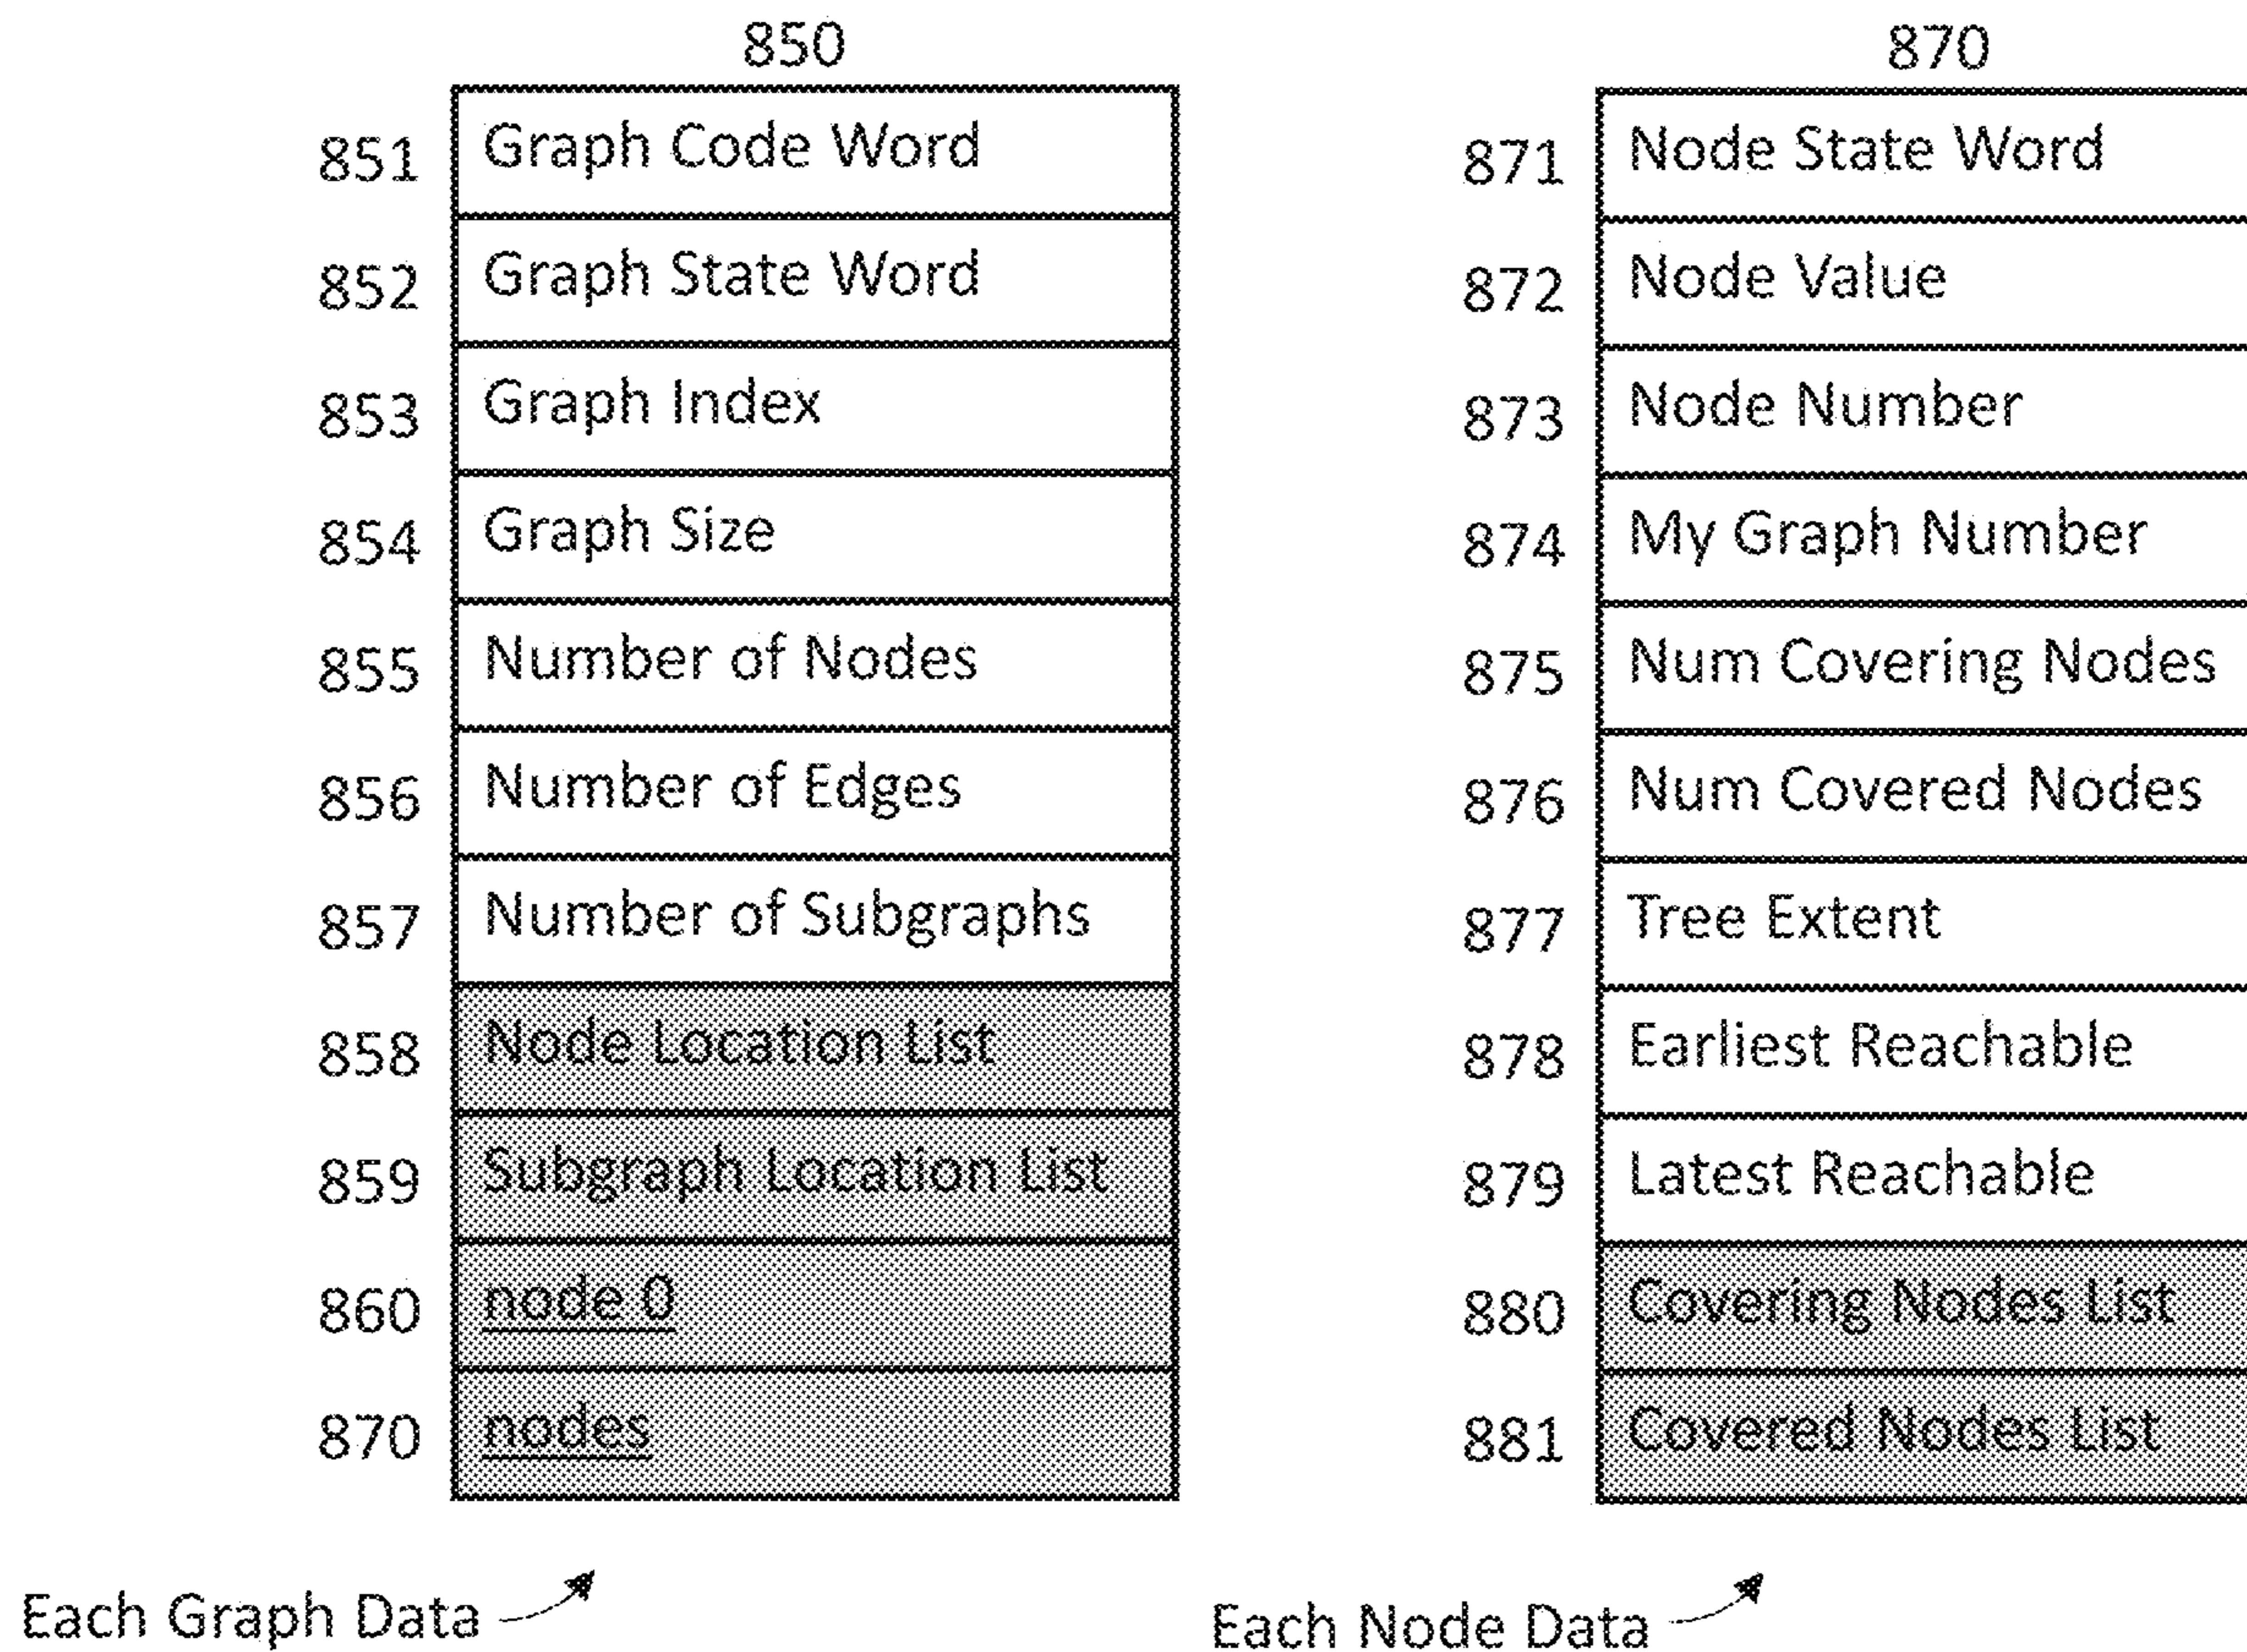 850
851 Graph Code Word
852 Graph State Word
853 Graph Index
854 Graph Size
855 Number of Nodes
856 Number of Edges
857 Number of Subgraphs
858 Node Location List
859 Subgraph Location List
860 node 0
870 nodes
Each Graph Data
870
871 Node State Word
872 Node Value
873 Node Number
874 My Graph Number
875 Num Covering Nodes
876 Num Covered Nodes
877 Tree Extent
878 Earliest Reachable
879 Latest Reachable
880 Covering Nodes List
881 Covered Nodes List
Each Node Data